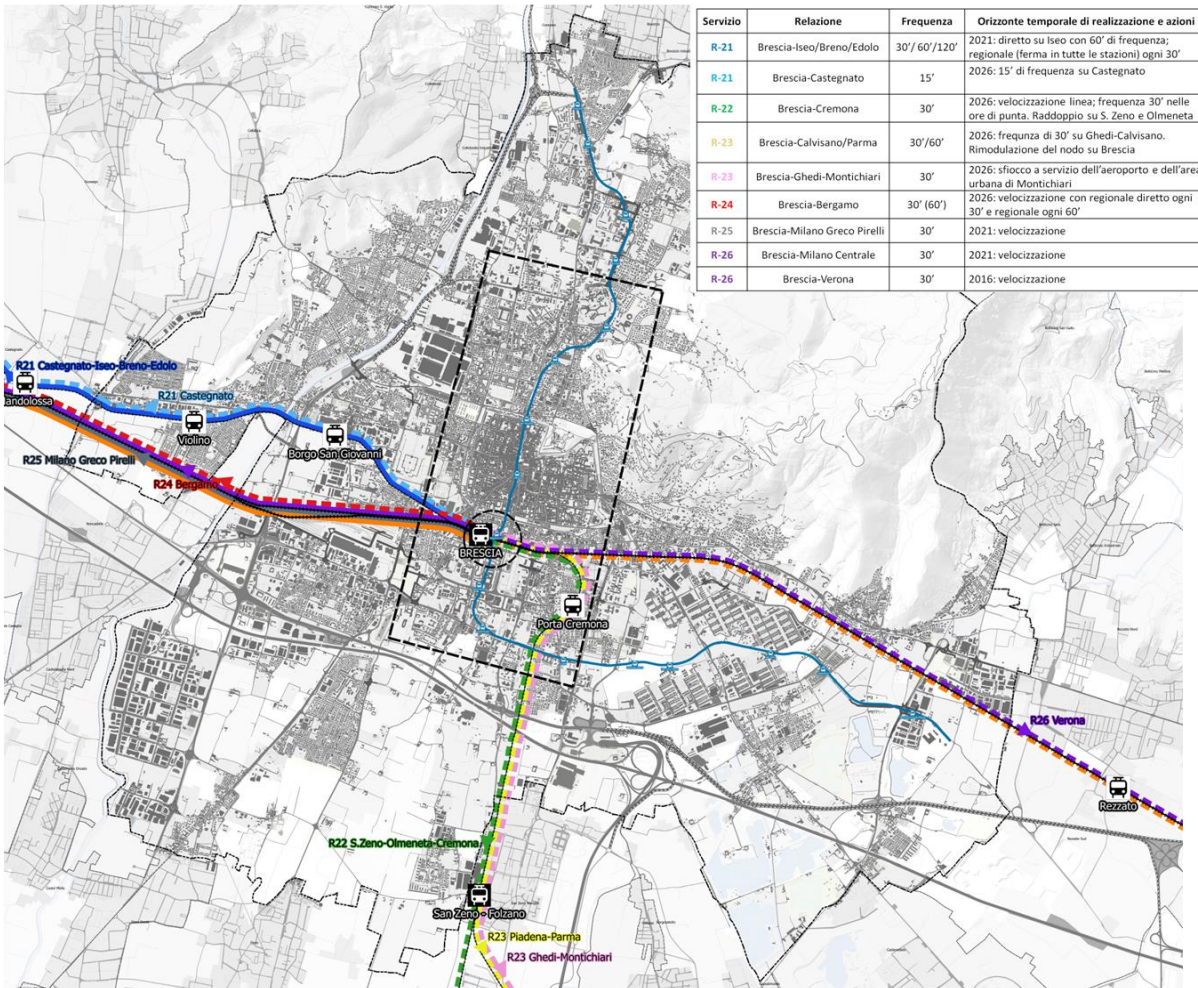 Servizio Relazione Frequenza Orizzonte temporale di realizzazione e azioni
R-21 Brescia-Iseo/Breno/Edolo 30’/ 60’/120’ 2021: diretto su Iseo con 60’ di frequenza;
regionale (ferma in tutte le stazioni) ogni 30’
R-21 Brescia-Castegnato 15’ 2026: 15’ di frequenza su Castegnato
R-22 Brescia-Cremona 30’ 2026: velocizzazione linea; frequenza 30’ nelle
ore di punta. Raddoppio su S. Zeno e Olmeneta
R-23 Brescia-Calvisano/Parma 30’/60’ 2026: frequnza di 30’ su Ghedi-Calvisano.
Rimodulazione del nodo su Brescia
R-23 Brescia-Ghedi-Montichiari 30’ 2026: sfiocco a servizio dell’aeroporto e dell’area
urbana di Montichiari
R-24 Brescia-Bergamo 30’ (60’) 2026: velocizzazione con regionale diretto ogni
30’ e regionale ogni 60’
R-25 Brescia-Milano Greco Pirelli 30’ 2021: velocizzazione
R-26 Brescia-Milano Centrale 30’ 2021: velocizzazione
R-26 Brescia-Verona 30’ 2016: velocizzazione
R21 Castegnato-Iseo-Breno-Edolo
andolossa
R21 Castegnato
Violino
Borgo San Giovanni
R25 Milano Greco Pirelli
R24 Bergamo
BRESCIA
Porta Cremona
R26 Verona
Rezzato
R22 S.Zeno-Olmeneta-Cremona
San Zeno - Folzano
R23 Piadena-Parma
R23 Ghedi-Montichiari